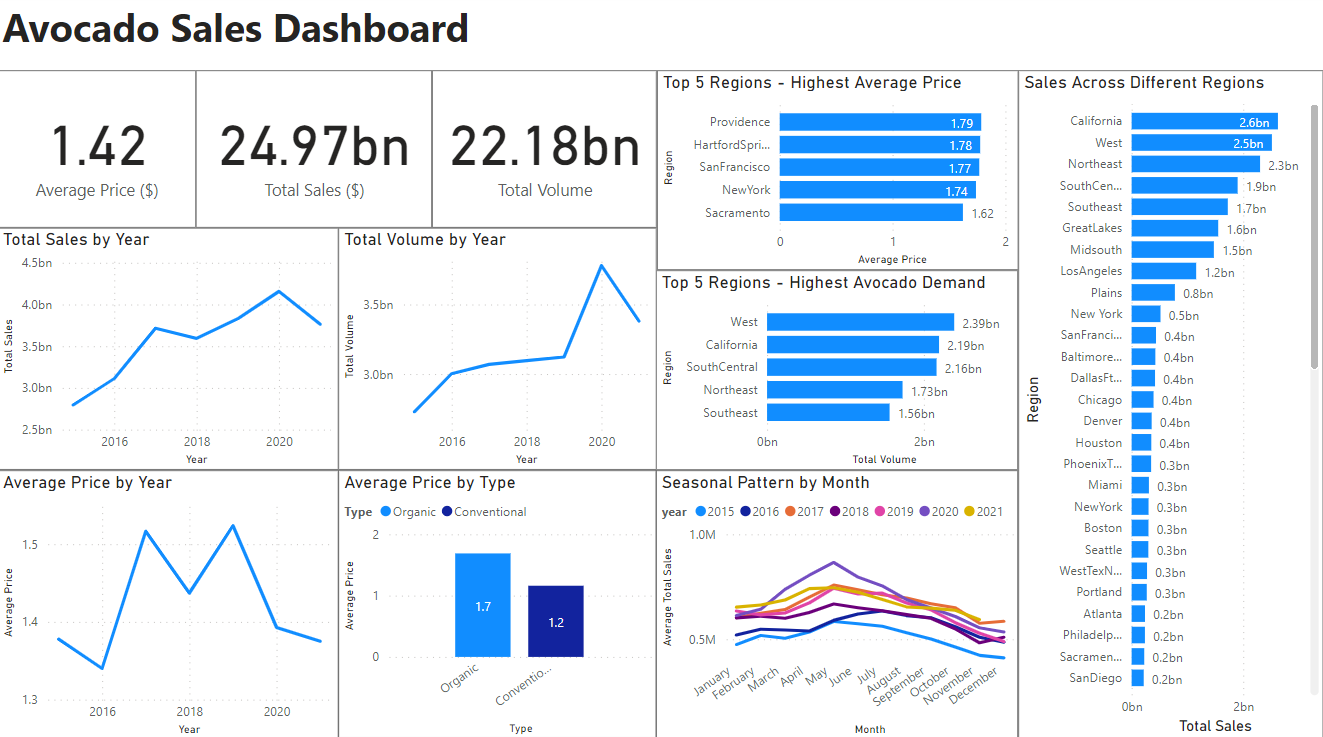 Avocado Sales Dashboard
1.42
Average Price ($)
24.97bn
Total Sales ($)
22.18bn
Total Volume
Top 5 Regions - Highest Average Price
Region
Providence 1.79
HartfordSpri... 1.78
SanFrancisco 1.77
NewYork 1.74
Sacramento 1.62
0 1 2
Average Price
Total Sales by Year
Total Sales
4.5bn
4.0bn
3.5bn
3.0bn
2.5bn
2016 2018 2020
Year
Total Volume by Year
Total Volume
3.5bn
3.0bn
2016 2018 2020
Year
Top 5 Regions - Highest Avocado Demand
Region
West 2.39bn
California 2.19bn
SouthCentral 2.16bn
Northeast 1.73bn
Southeast 1.56bn
0bn 2bn
Total Volume
Average Price by Year
Average Price
1.5
1.4
1.3
2016 2018 2020
Year
Average Price by Type
Type Organic Conventional
Average Price
2
1
0
1.7
1.2
Organic
Conventio...
Type
Seasonal Pattern by Month
year 2015 2016 2017 2018 2019 2020 2021
Average Total Sales
1.0M
0.5M
January February March April May June July August September October November December
Month
Sales Across Different Regions
Region
California 2.6bn
West 2.5bn
Northeast 2.3bn
SouthCen... 1.9bn
Southeast 1.7bn
GreatLakes 1.6bn
Midsouth 1.5bn
LosAngeles 1.2bn
Plains 0.8bn
New York 0.5bn
SanFranci... 0.4bn
Baltimore... 0.4bn
DallasFt... 0.4bn
Chicago 0.4bn
Denver 0.4bn
Houston 0.4bn
PhoenixT... 0.3bn
Miami 0.3bn
NewYork 0.3bn
Boston 0.3bn
Seattle 0.3bn
WestTexN... 0.3bn
Portland 0.3bn
Atlanta 0.2bn
Philadelp... 0.2bn
Sacramen... 0.2bn
SanDiego 0.2bn
0bn 2bn
Total Sales